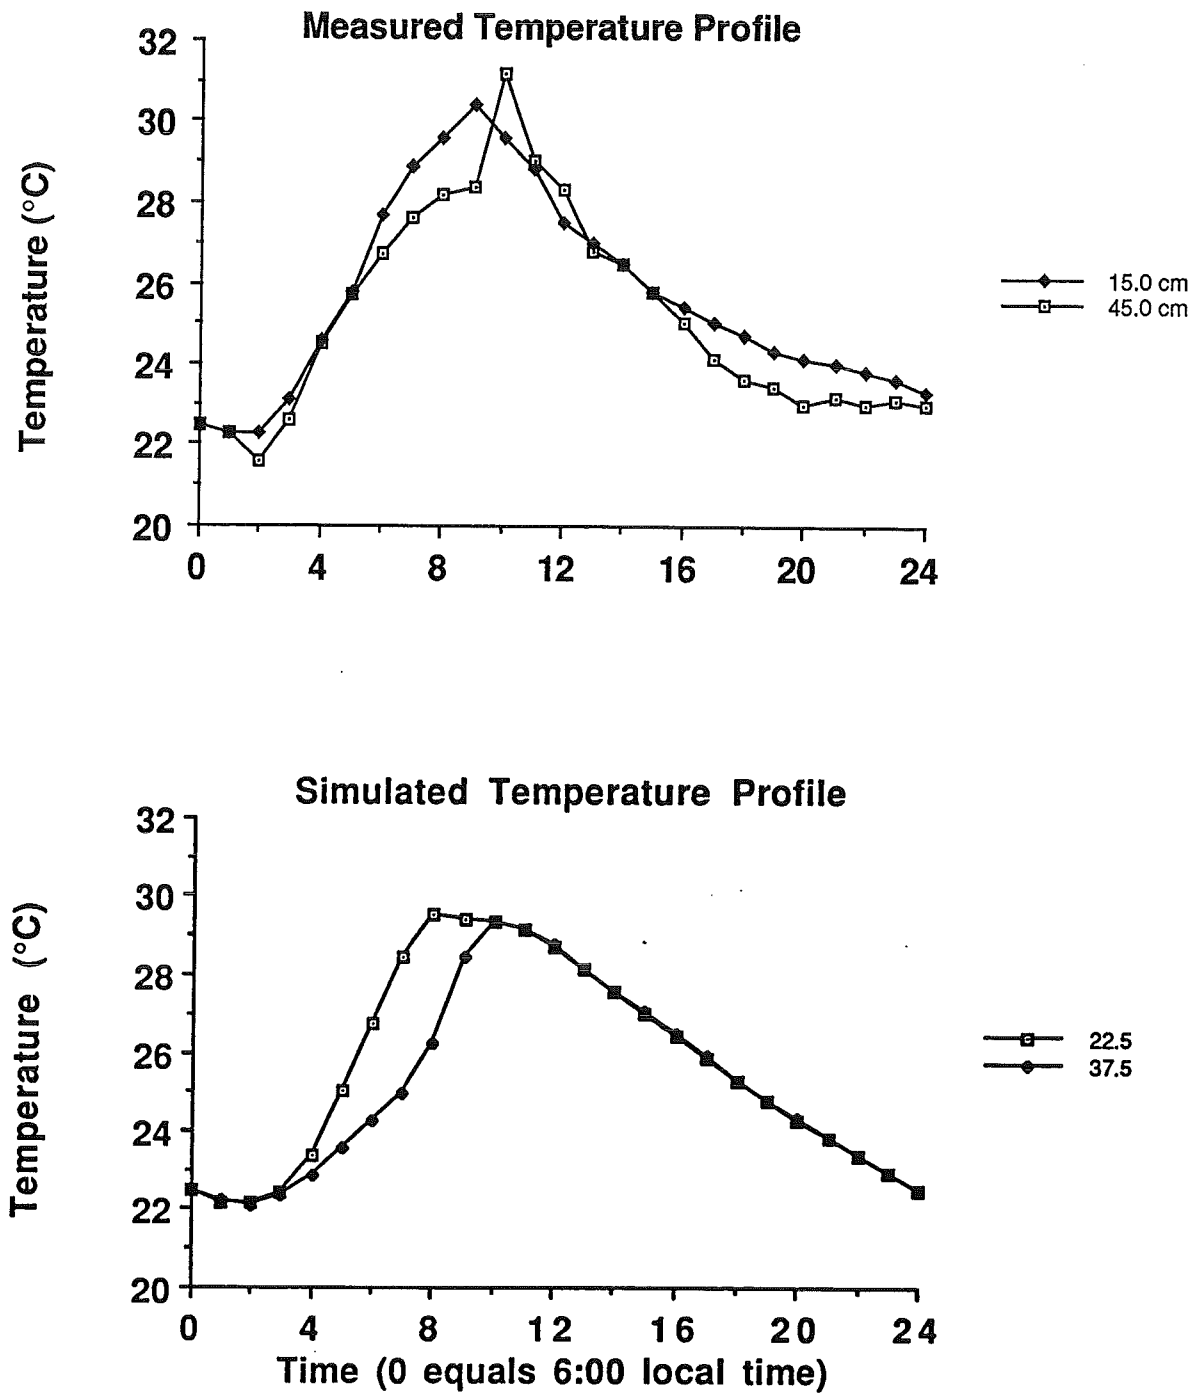 Measured Temperature Profile
32
30
28
26
24
22
20
Temperature (°C)
0 4 8 12 16 20 24
15.0 cm
45.0 cm
Simulated Temperature Profile
32
30
28
26
24
22
20
Temperature (°C)
0 4 8 12 16 20 24
22.5
37.5
Time (0 equals 6:00 local time)